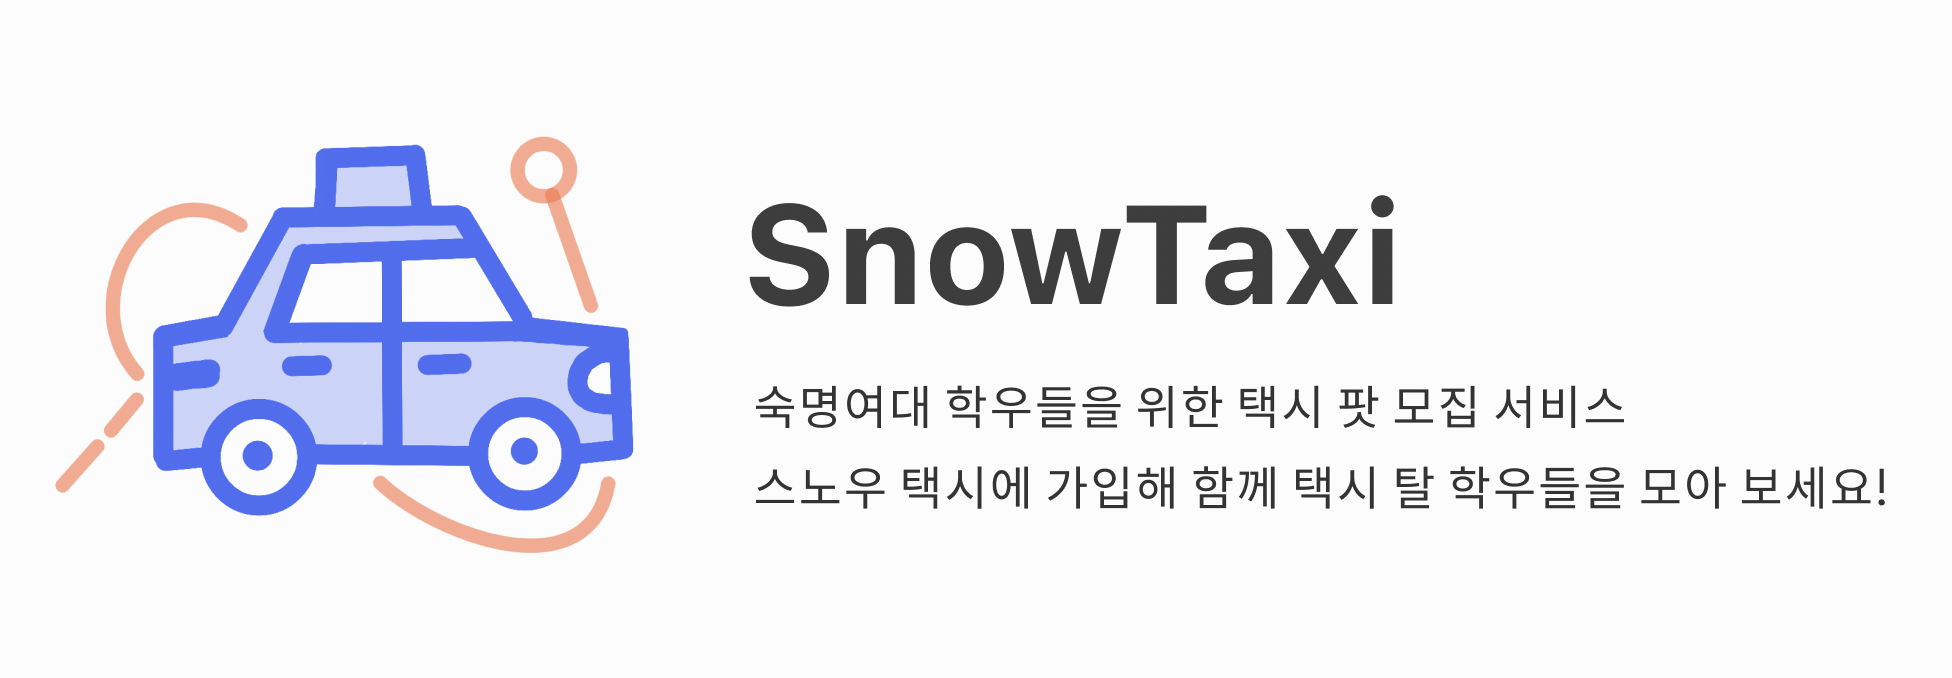 SnowTaxi
숙명여대 학우들을 위한 택시 팟 모집 서비스
스노우 택시에 가입해 함께 택시 탈 학우들을 모아 보세요!